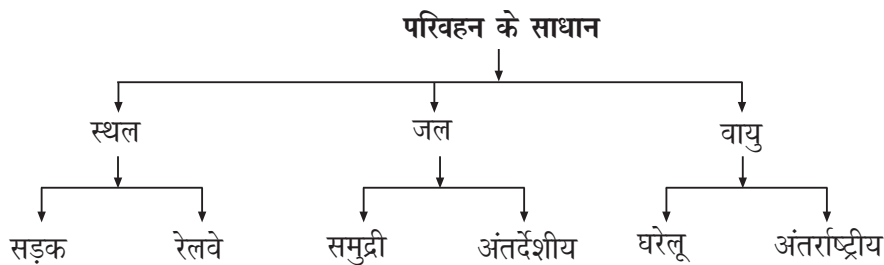 परिवहन के साधान
स्थल जल वायु
सड़क रेलवे समुद्री अंतर्देशीय घरेलू अंतर्राष्ट्रीय